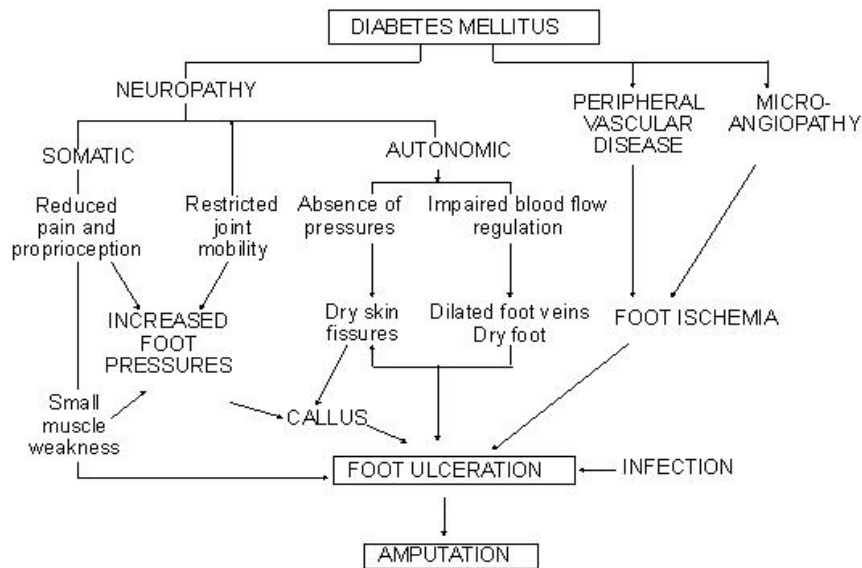 DIABETES MELLITUS
NEUROPATHY
PERIPHERAL
VASCULAR
DISEASE
MICRO-
ANGIOPATHY
SOMATIC
AUTONOMIC
Reduced
pain and
proprioception
Restricted
joint
mobility
Absence of
pressures
Impaired blood flow
regulation
INCREASED
FOOT
PRESSURES
Dry skin
fissures
Dilated foot veins
Dry foot
FOOT ISCHEMIA
Small
muscle
weakness
CALLUS
FOOT ULCERATION
INFECTION
AMPUTATION